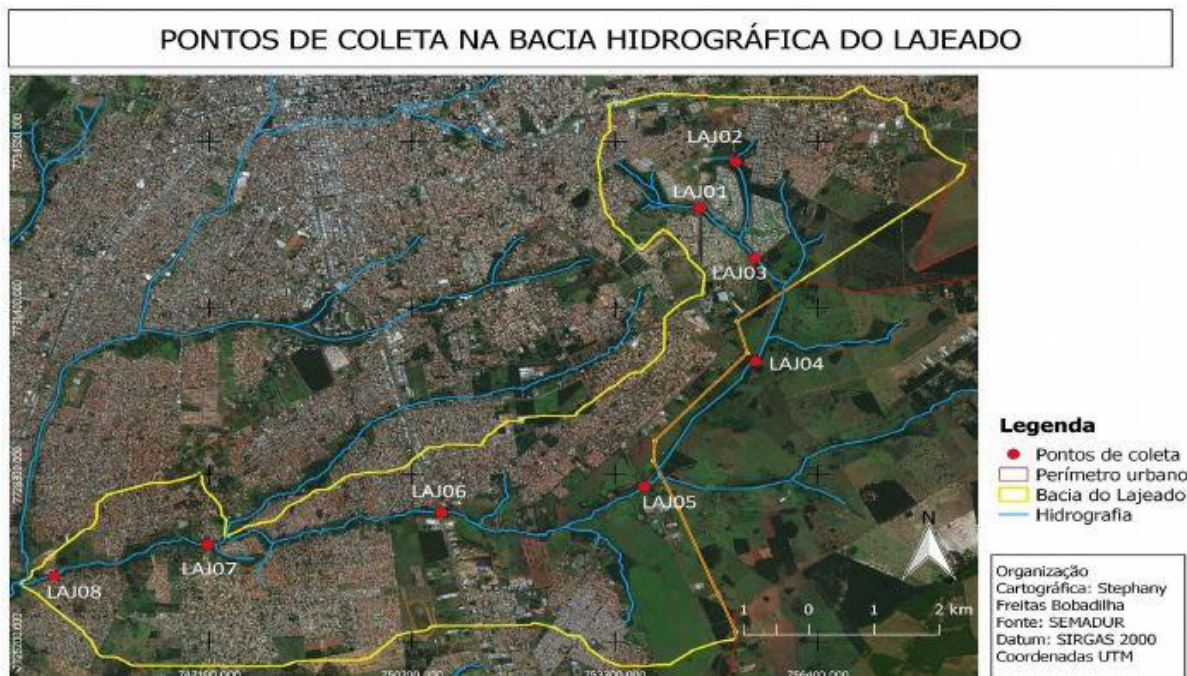 PONTOS DE COLETA NA BACIA HIDROGRÁFICA DO LAJEADO
LAJ02
LAJ01
LAJ03
LAJ04
LAJ06
LAJ05
LAJ07
LAJ08
N
1 0 1 2 km
Legenda
Pontos de coleta
Perímetro urbano
Bacia do Lajeado
Hidrografia
Organização
Cartográfica: Stephany
Freitas Bobadilha
Fonte: SEMADUR
Datum: SIRGAS 2000
Coordenadas UTM